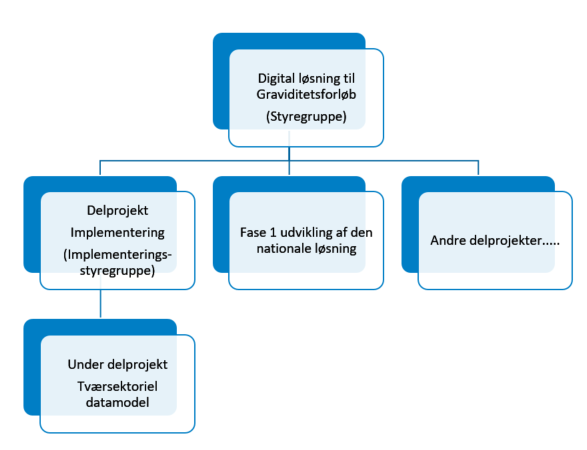 Digital løsning til
Graviditetsforløb
(Styregruppe)
Delprojekt
Implementering
(Implementerings-
styregruppe)
Fase 1 udvikling af den
nationale løsning
Andre delprojekter.....
Under delprojekt
Tværsektoriel
datamodel